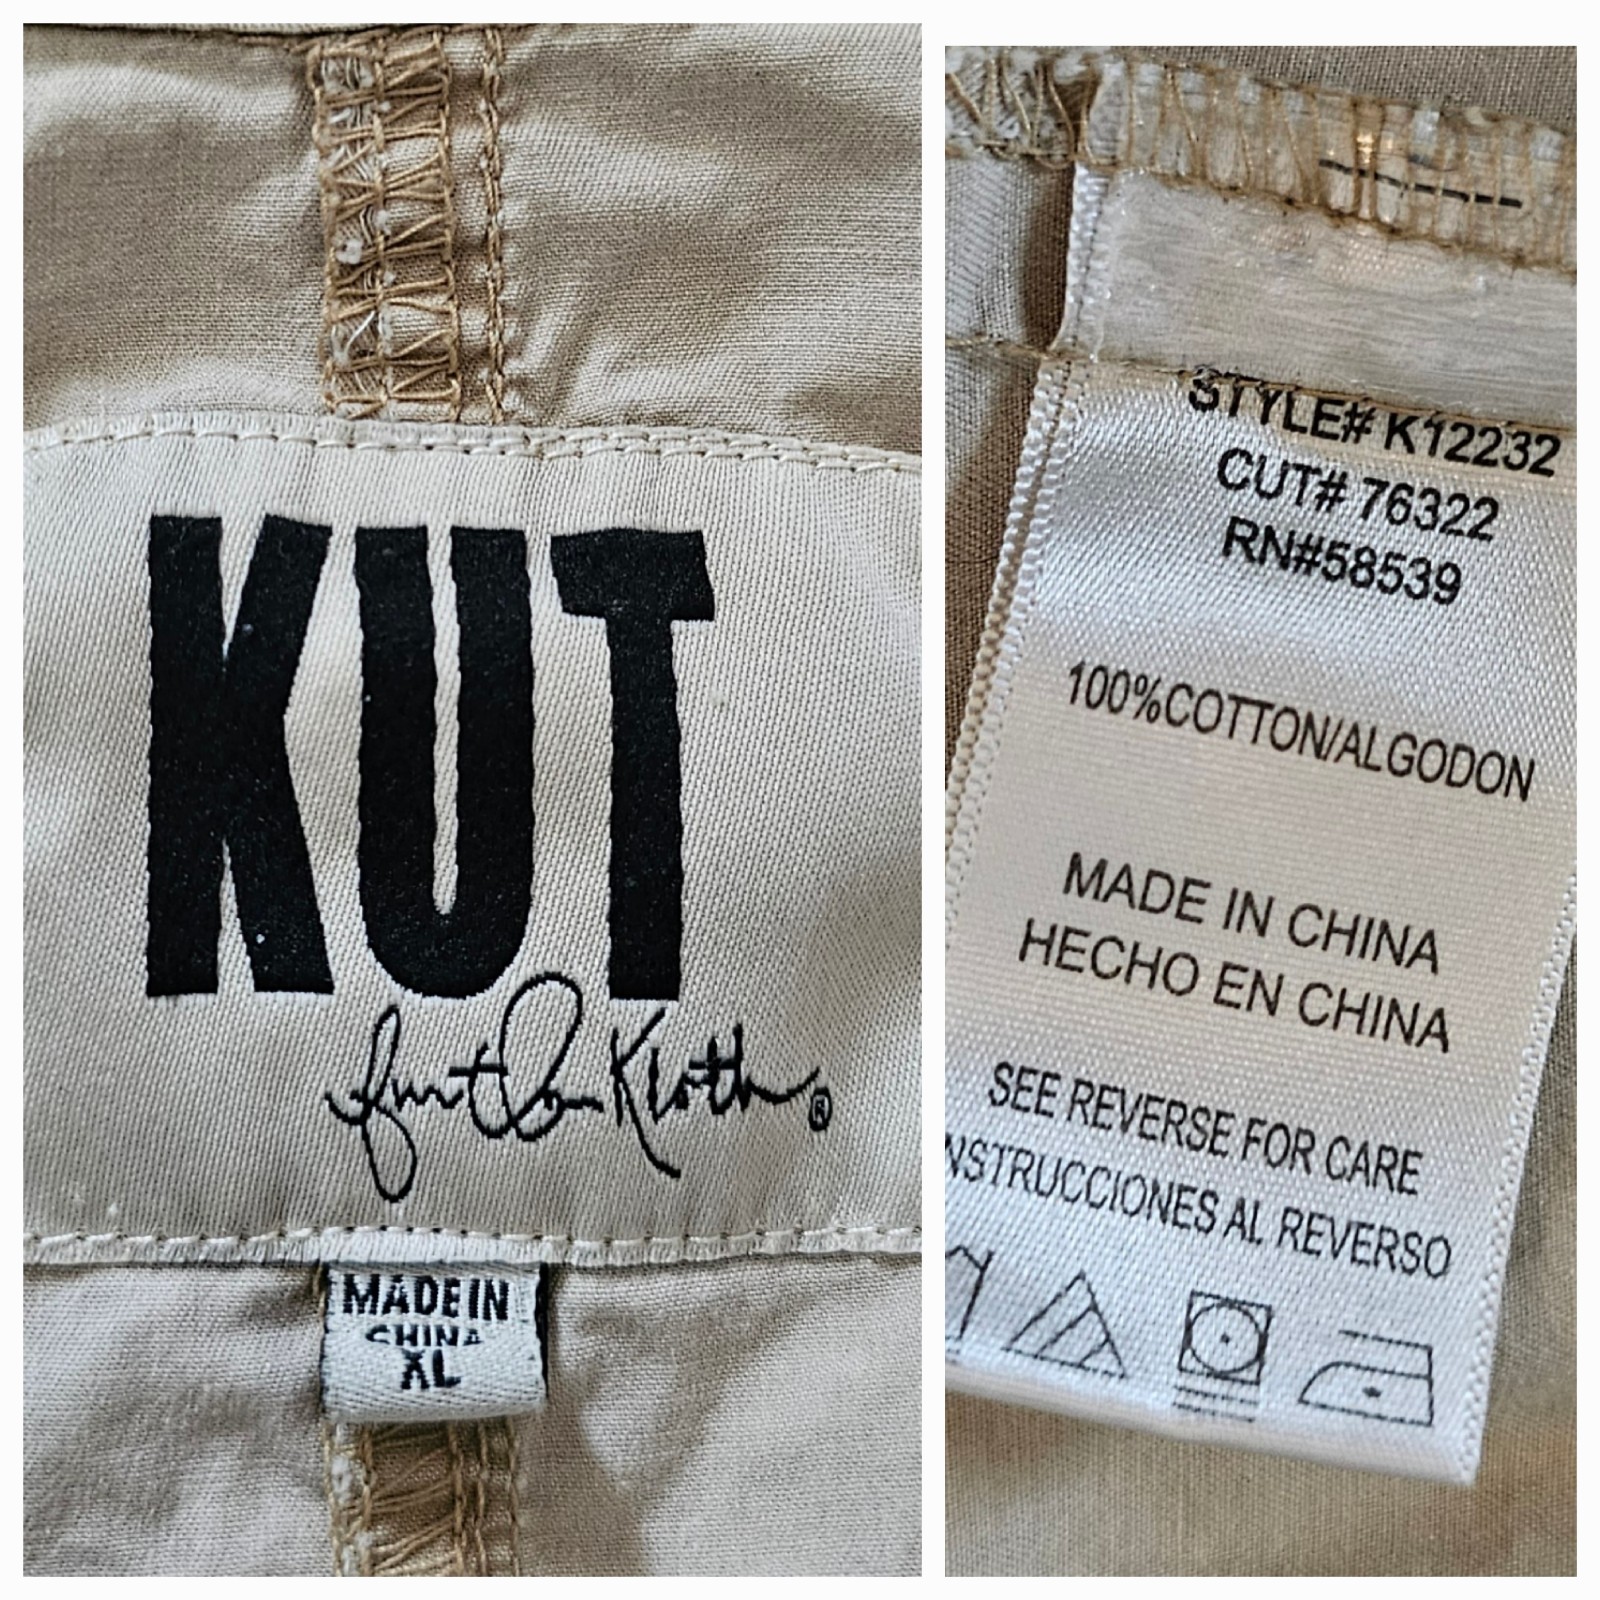 KUT
from the Kloth®
MADE IN
CHINA
XL
STYLE# K12232
CUT# 76322
RN#58539
100%COTTON/ALGODON
MADE IN CHINA
HECHO EN CHINA
SEE REVERSE FOR CARE
NSTRUCCIONES AL REVERSO